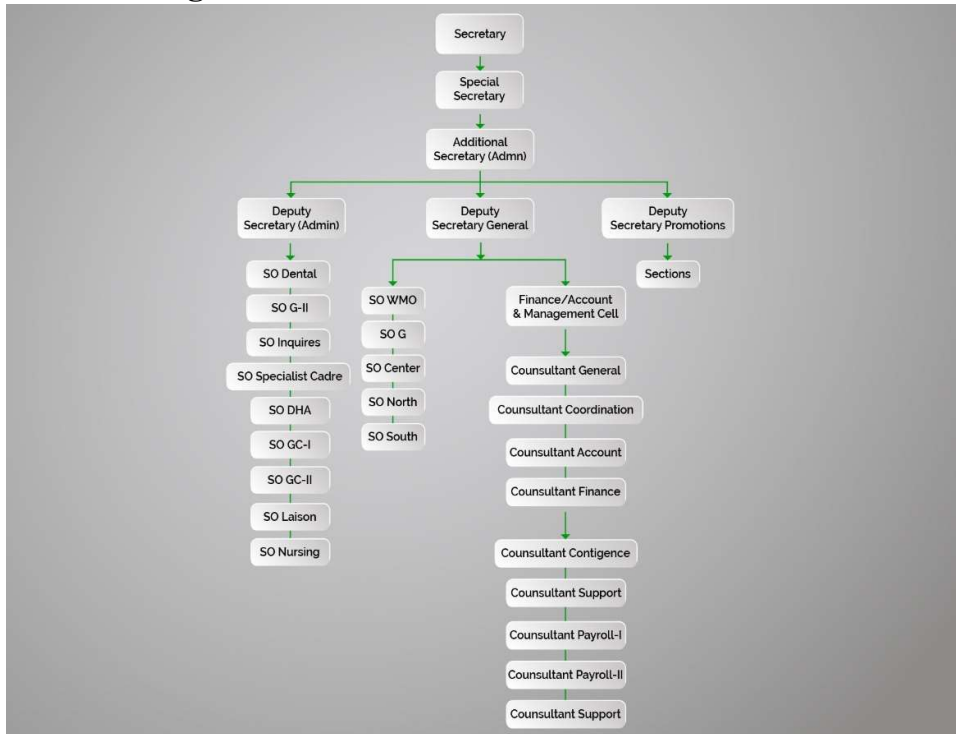 Secretary
Special
Secretary
Additional
Secretary (Admn)
Deputy
Secretary (Admin)
SO Dental
SO G-II
SO Inquires
SO Specialist Cadre
SO DHA
SO GC-I
SO GC-II
SO Laison
SO Nursing
Deputy
Secretary General
SO WMO
SO G
SO Center
SO North
SO South
Finance/Account
& Management Cell
Counsultant General
Counsultant Coordination
Counsultant Account
Counsultant Finance
Counsultant Contigence
Counsultant Support
Counsultant Payroll-I
Counsultant Payroll-II
Counsultant Support
Deputy
Secretary Promotions
Sections